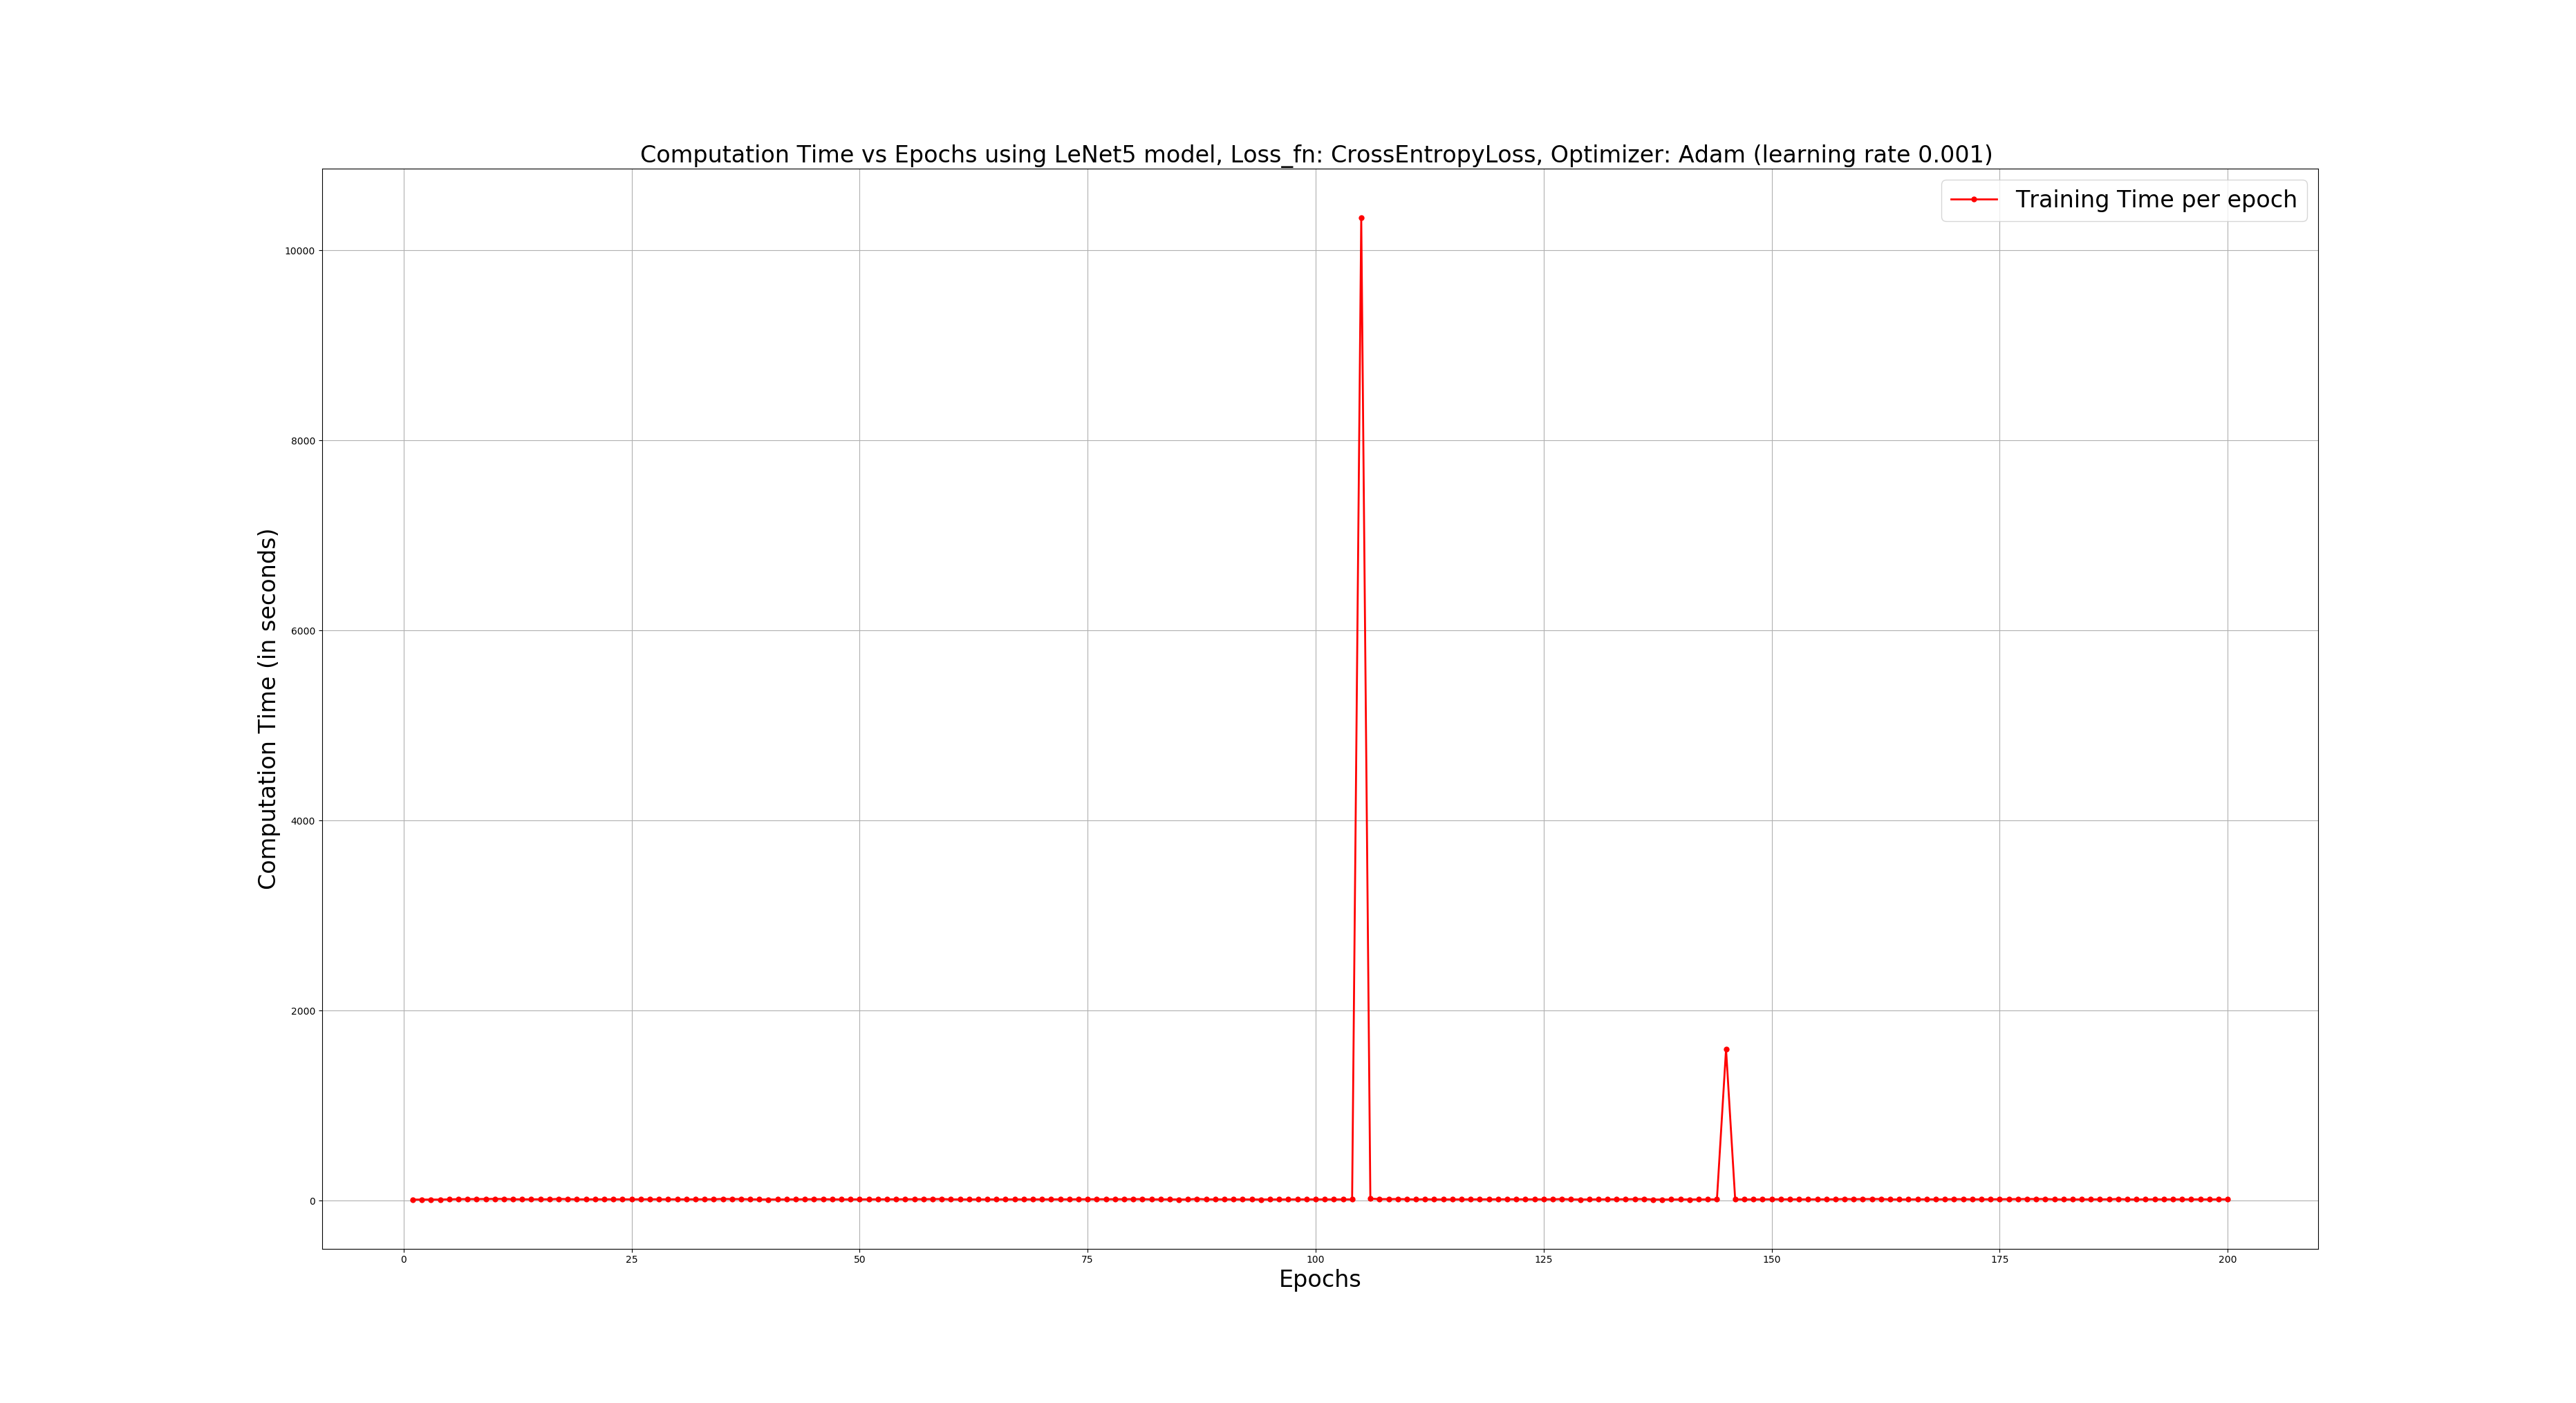 Computation Time vs Epochs using LeNet5 model, Loss_fn: CrossEntropyLoss, Optimizer: Adam (learning rate 0.001)
Training Time per epoch
Computation Time (in seconds)
10000
8000
6000
4000
2000
0
0 25 50 75 100 125 150 175 200
Epochs